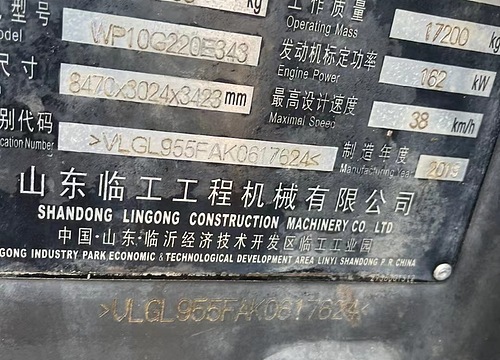 kg 工作质量
机型号 Operating Mass 17200 kg
Model WP10G220E343 发动机标定功率
尺寸 Engine Power 162 kW
8470x3024x3423 mm 最高设计速度
Maximal Speed 38 km/h
别代码
cation Number >VLGL955FAK0617624< 制造年度
Manufacturing Year 2019
山东临工工程机械有限公司
SHANDONG LINGONG CONSTRUCTION MACHINERY CO. LTD
中国·山东·临沂经济技术开发区临工工业园
GONG INDUSTRY PARK,ECONOMIC & TECHNOLOGICAL DEVELOPMENT AREA LINYI SHANDONG P R CHINA
>VLGL955FAK0617624<